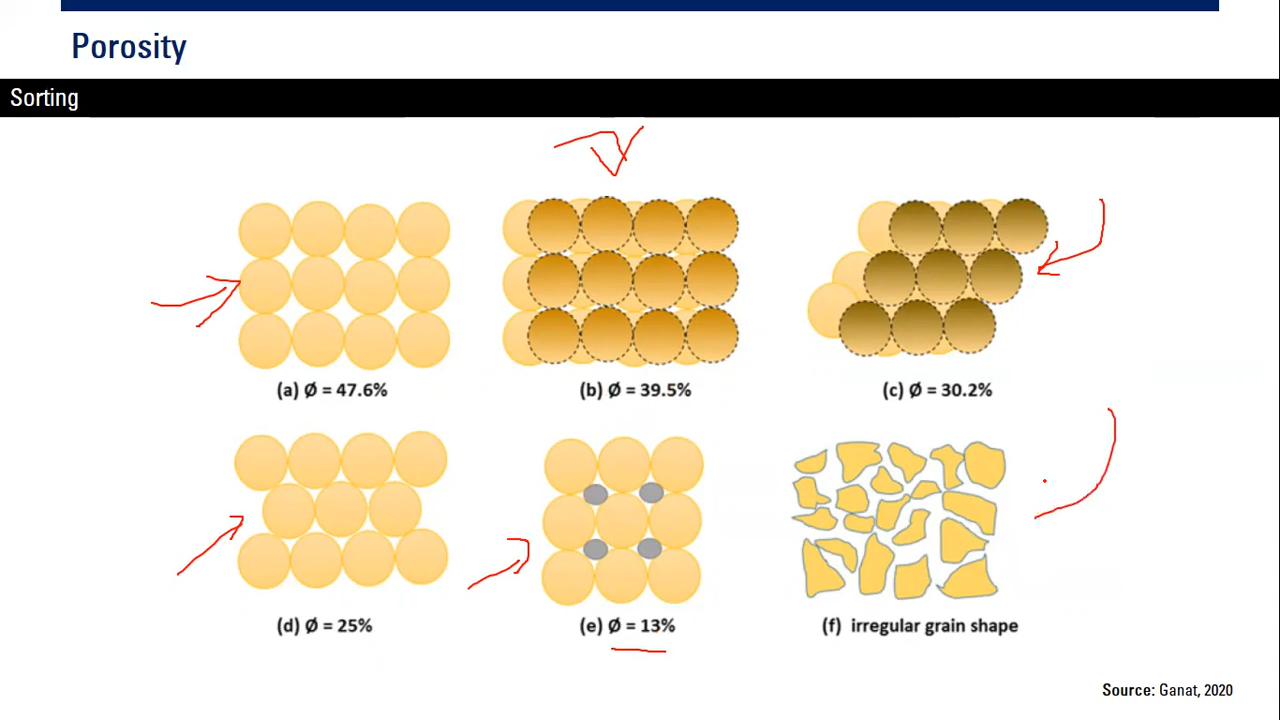 Porosity
Sorting
(a) Ø = 47.6%
(b) Ø = 39.5%
(c) Ø = 30.2%
(d) Ø = 25%
(e) Ø = 13%
(f) irregular grain shape
Source: Ganat, 2020